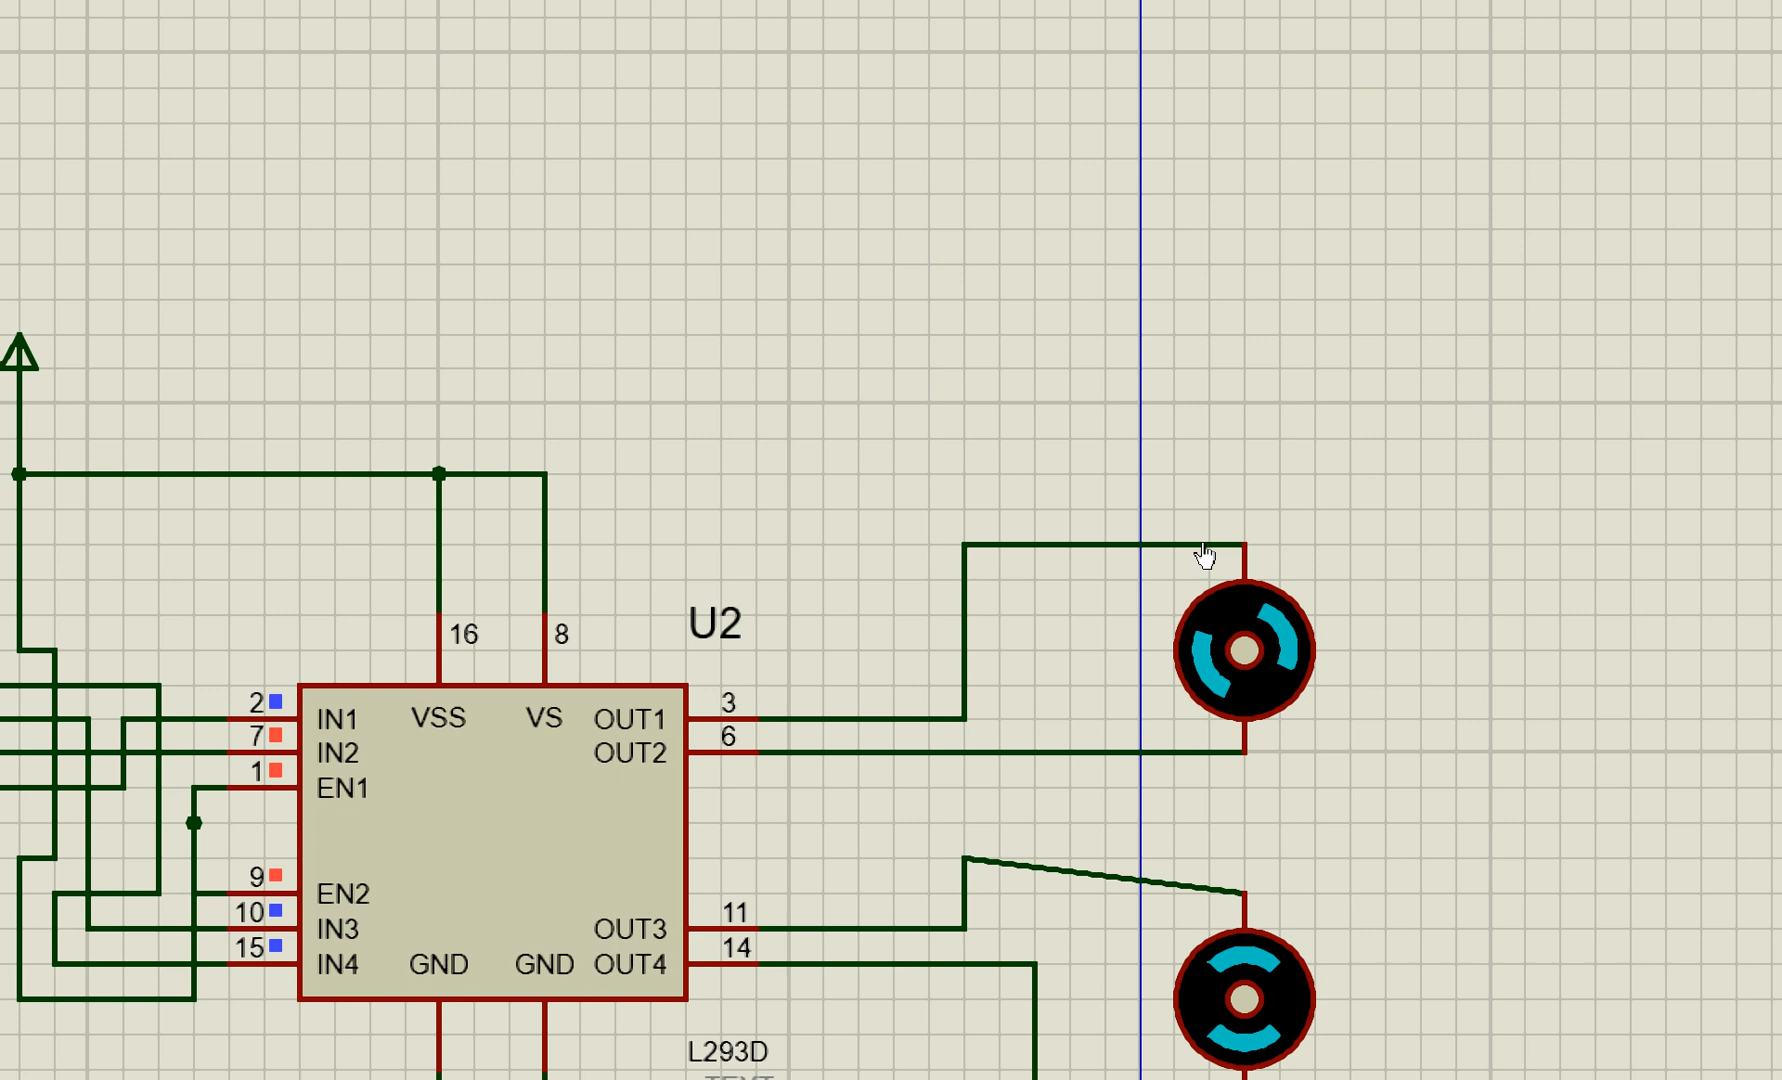 U2
16 8
2 IN1 VSS VS OUT1 3
7 IN2 OUT2 6
1 EN1
9 EN2
10 IN3 OUT3 11
15 IN4 GND GND OUT4 14
L293D
TEXT